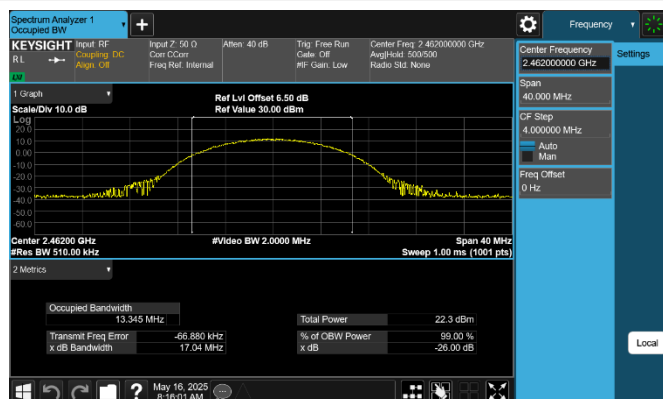 Spectrum Analyzer 1
Occupied BW
+
Frequency
KEYSIGHT
R L
LXI
Input: RF
Coupling: DC
Align: Off
Input Z: 50 Ω
Corr CCorr
Freq Ref: Internal
Atten: 40 dB
Trig: Free Run
Gate: Off
#IF Gain: Low
Center Freq: 2.462000000 GHz
Avg|Hold: 500/500
Radio Std: None
Center Frequency
2.462000000 GHz
Settings
Span
40.000 MHz
CF Step
4.000000 MHz
Auto
Man
Freq Offset
0 Hz
Local
1 Graph
Scale/Div 10.0 dB
Ref Lvl Offset 6.50 dB
Ref Value 30.00 dBm
Log
20.0
10.0
0.00
-10.0
-20.0
-30.0
-40.0
-50.0
-60.0
Center 2.46200 GHz
#Video BW 2.0000 MHz
Span 40 MHz
#Res BW 510.00 kHz
Sweep 1.00 ms (1001 pts)
2 Metrics
Occupied Bandwidth
13.345 MHz
Total Power 22.3 dBm
Transmit Freq Error -66.880 kHz
% of OBW Power 99.00 %
x dB Bandwidth 17.04 MHz
x dB -26.00 dB
?
May 16, 2025
8:16:01 AM